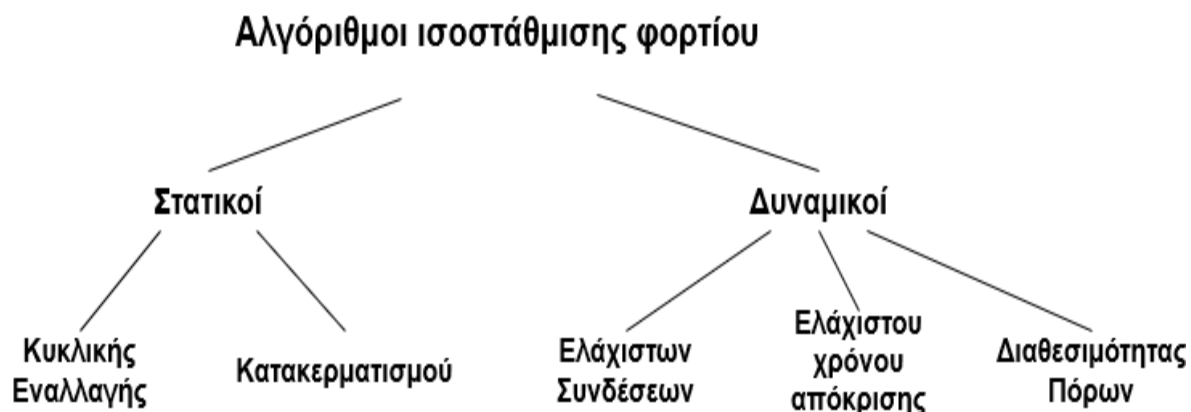 Αλγόριθμοι ισοστάθμισης φορτίου
Στατικοί
Δυναμικοί
Κυκλικής
Εναλλαγής
Κατακερματισμού
Ελάχιστων
Συνδέσεων
Ελάχιστου
χρόνου
απόκρισης
Διαθεσιμότητας
Πόρων